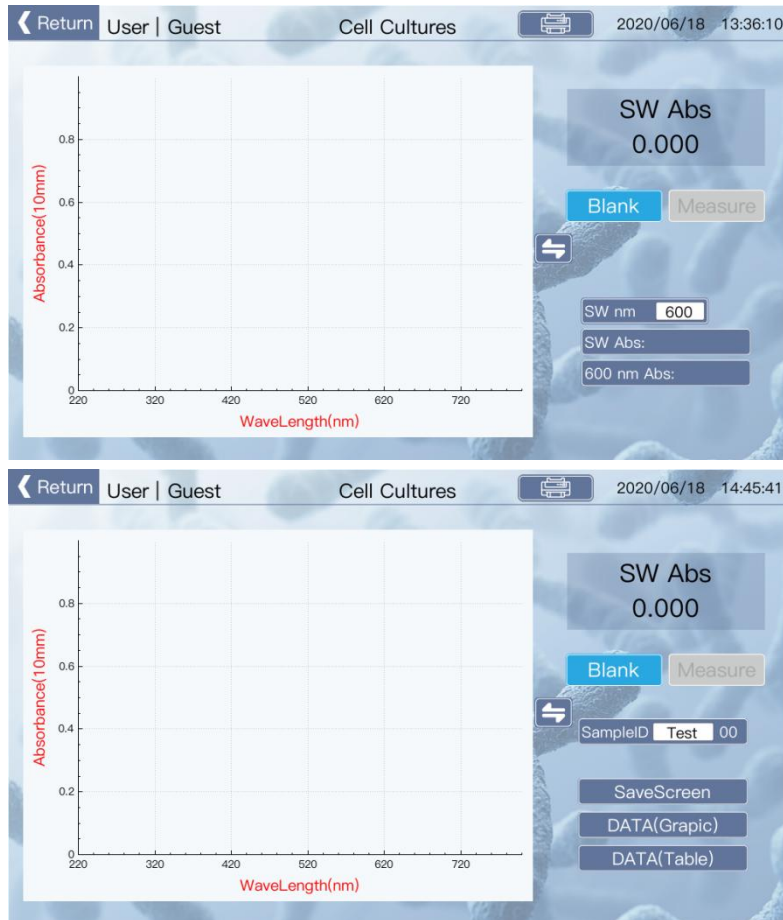 Return User | Guest Cell Cultures 2020/06/18 13:36:10
SW Abs
0.000
Blank Measure
SW nm 600
SW Abs:
600 nm Abs:
Absorbance(10mm)
0.8
0.6
0.4
0.2
0
220 320 420 520 620 720
WaveLength(nm)
Return User | Guest Cell Cultures 2020/06/18 14:45:41
SW Abs
0.000
Blank Measure
SampleID Test 00
SaveScreen
DATA(Grapic)
DATA(Table)
Absorbance(10mm)
0.8
0.6
0.4
0.2
0
220 320 420 520 620 720
WaveLength(nm)